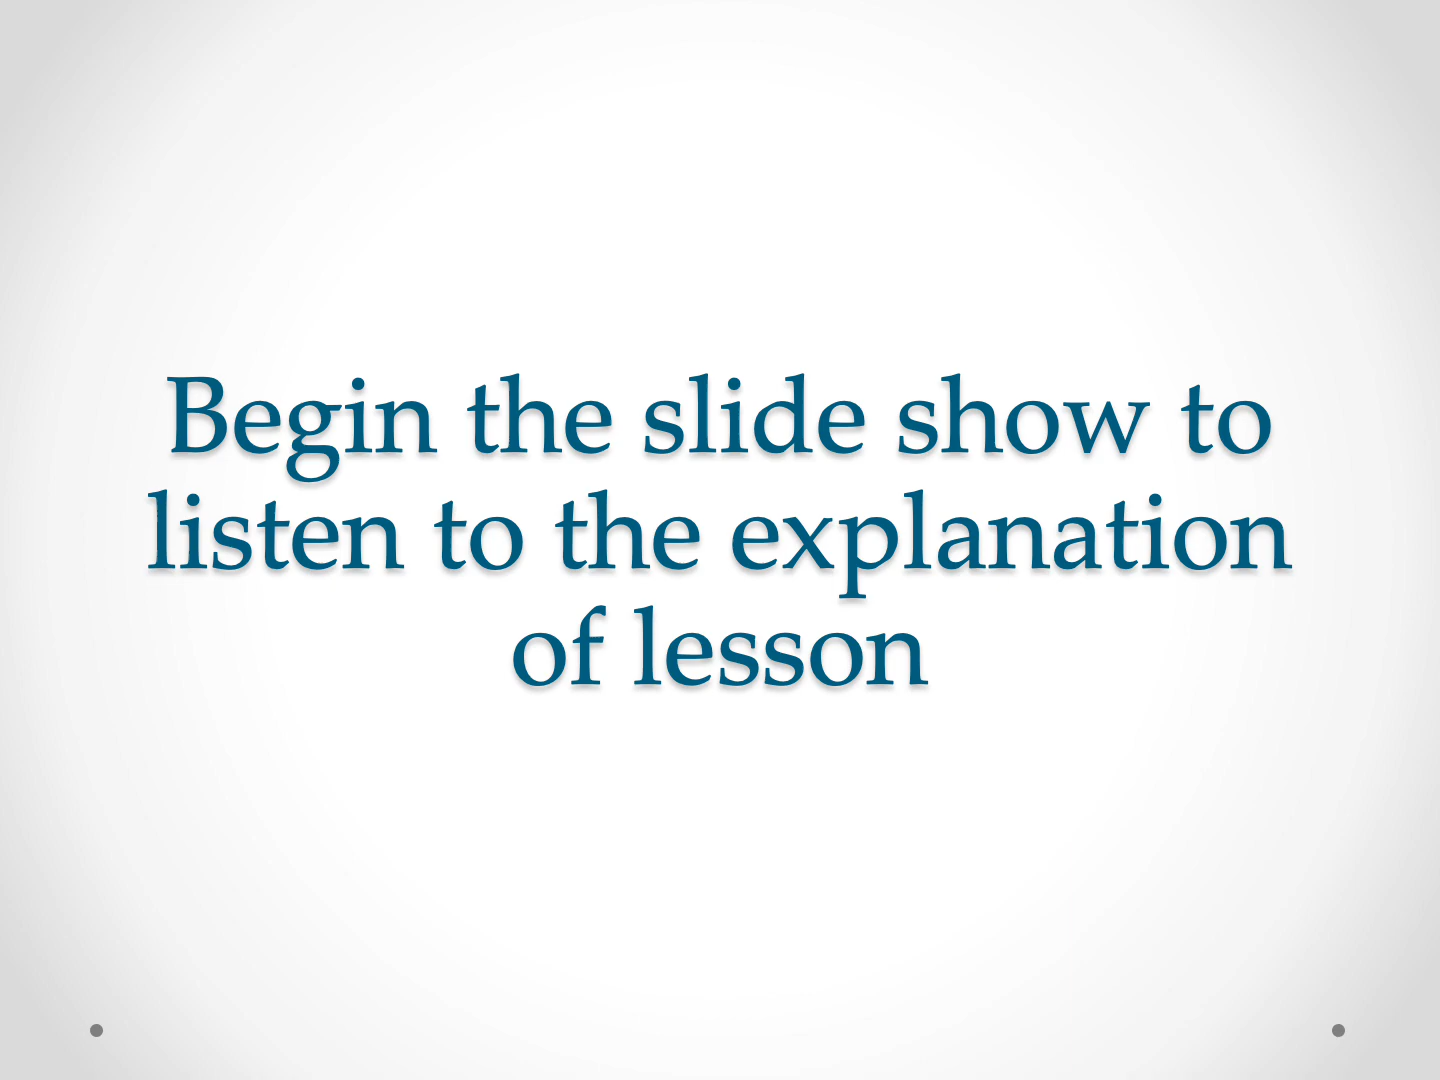 Begin the slide show to
listen to the explanation
of lesson